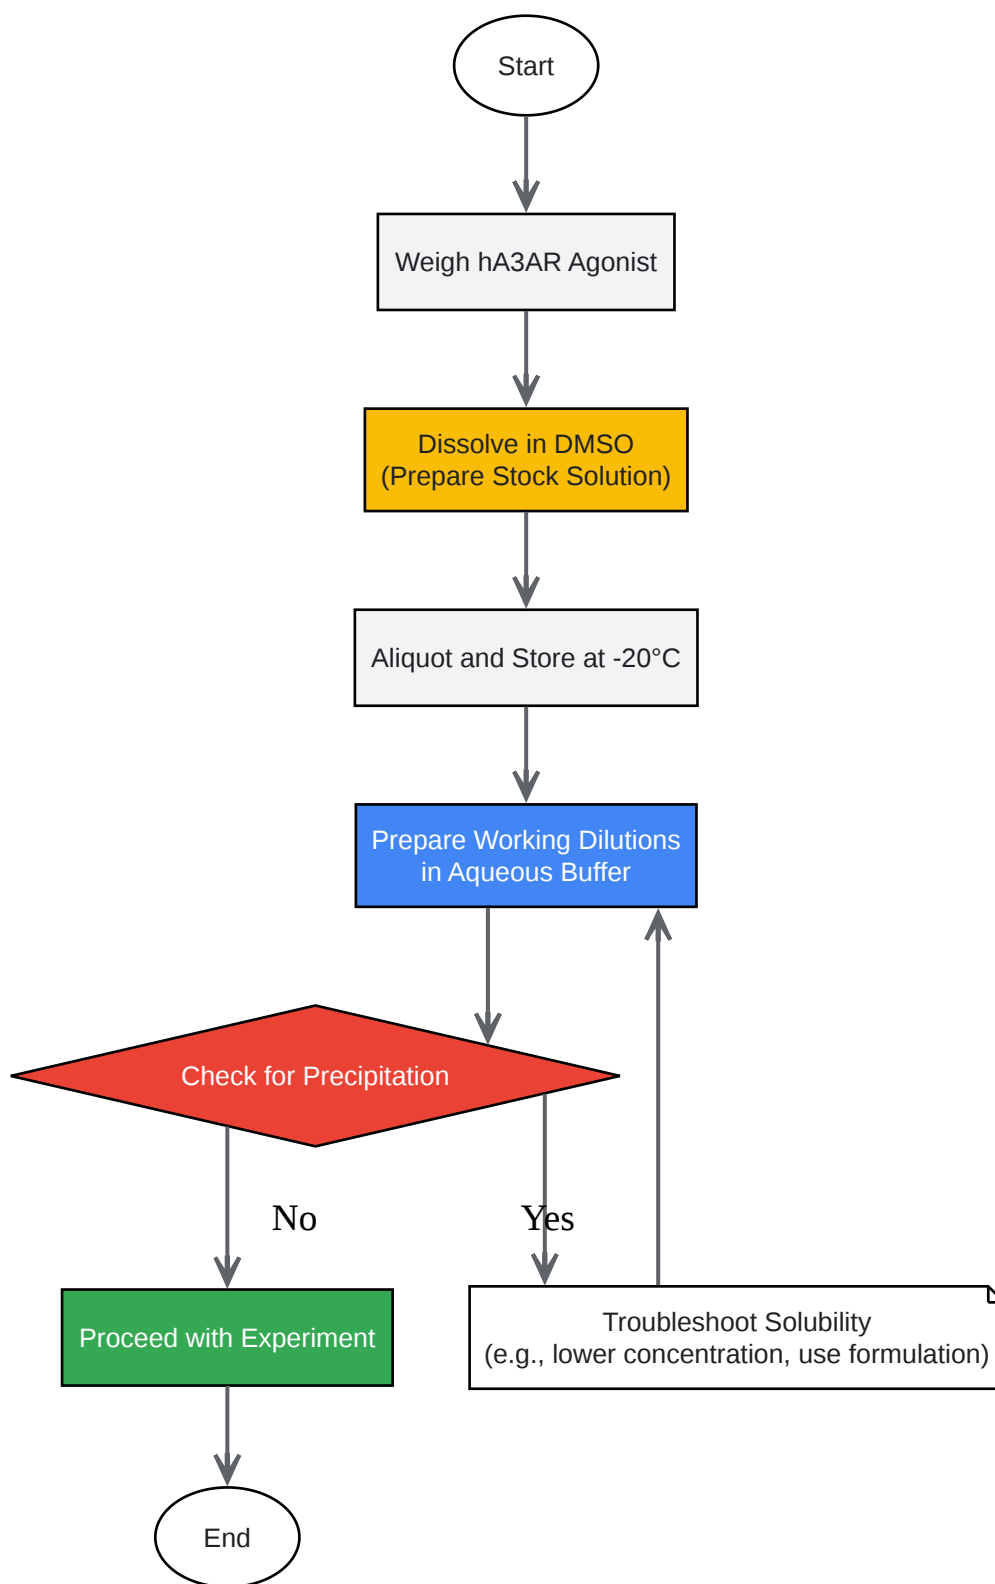 Start
Weigh hA3AR Agonist
Dissolve in DMSO
(Prepare Stock Solution)
Aliquot and Store at -20°C
Prepare Working Dilutions
in Aqueous Buffer
Check for Precipitation
No
Yes
Proceed with Experiment
Troubleshoot Solubility
(e.g., lower concentration, use formulation)
End